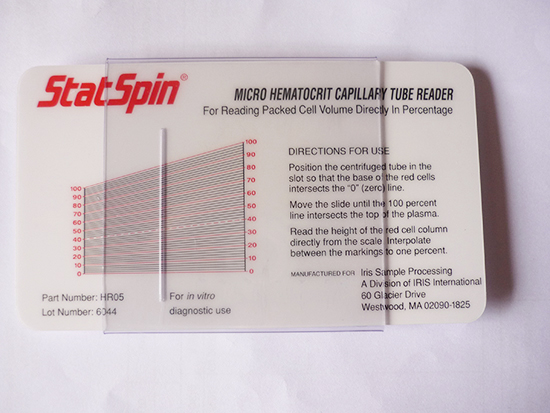 StatSpin®
MICRO HEMATOCRIT CAPILLARY TUBE READER
For Reading Packed Cell Volume Directly In Percentage
100
90
80
70
60
50
40
30
20
10
0
100
90
80
70
60
50
40
30
20
10
0
DIRECTIONS FOR USE
Position the centrifuged tube in the
slot so that the base of the red cells
intersects the "0" (zero) line.
Move the slide until the 100 percent
line intersects the top of the plasma.
Read the height of the red cell column
directly from the scale. Interpolate
between the markings to one percent.
MANUFACTURED FOR Iris Sample Processing
A Division of IRIS International
60 Glacier Drive
Westwood, MA 02090-1825
Part Number: HR05
Lot Number: 6044
For in vitro
diagnostic use